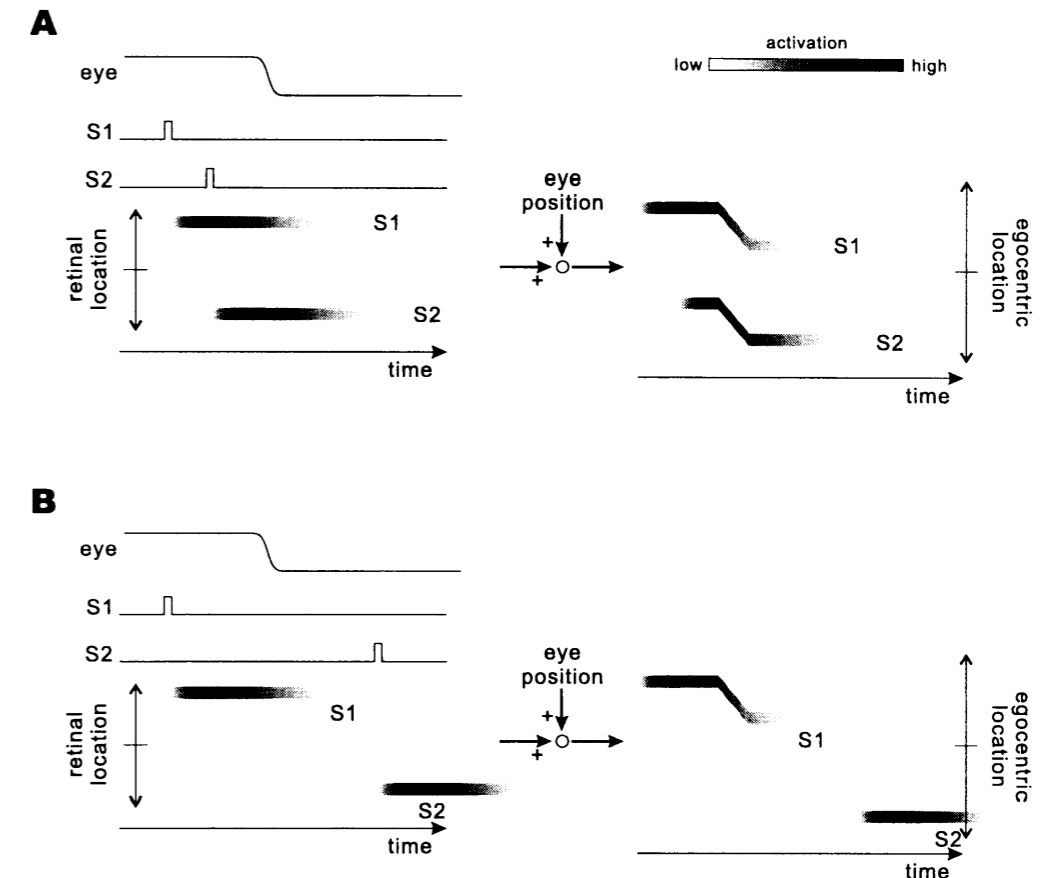 A
activation
low high
eye
S1
S2
eye
position
+
+
retinal
location
S1
S2
time
S1
S2
egocentric
location
time
B
eye
S1
S2
eye
position
+
+
retinal
location
S1
S2
time
S1
S2
egocentric
location
time